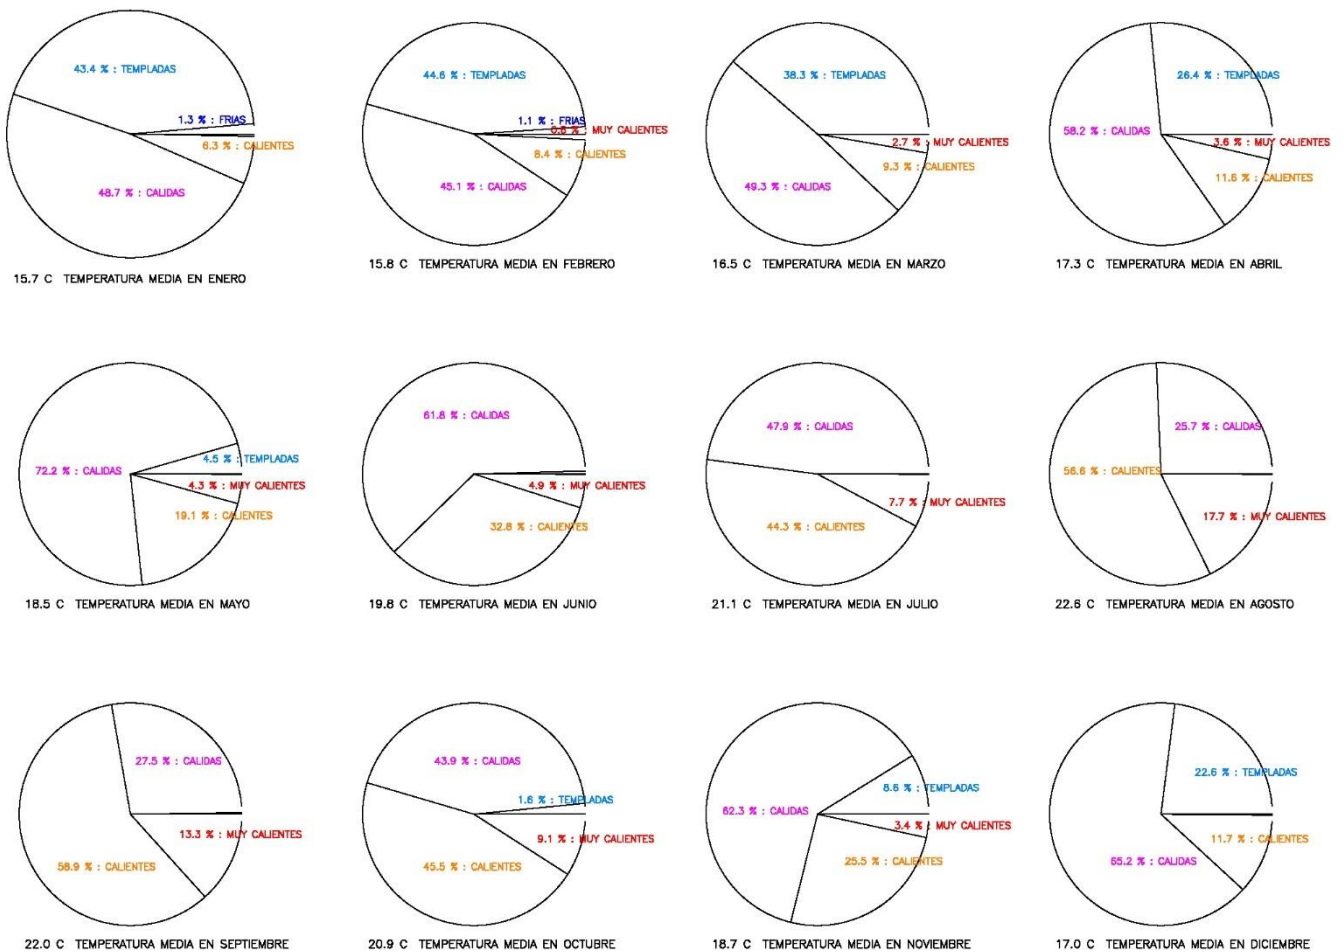 43.4 % : TEMPLADAS
1.3 % : FRIAS
6.3 % : CALIENTES
48.7 % : CALIDAS
15.7 C TEMPERATURA MEDIA EN ENERO
44.6 % : TEMPLADAS
1.1 % : FRIAS
0.8 % : MUY CALIENTES
8.4 % : CALIENTES
45.1 % : CALIDAS
15.8 C TEMPERATURA MEDIA EN FEBRERO
38.3 % : TEMPLADAS
2.7 % : MUY CALIENTES
9.3 % : CALIENTES
49.3 % : CALIDAS
16.5 C TEMPERATURA MEDIA EN MARZO
26.4 % : TEMPLADAS
58.2 % : CALIDAS
3.6 % : MUY CALIENTES
11.6 % : CALIENTES
17.3 C TEMPERATURA MEDIA EN ABRIL
4.5 % : TEMPLADAS
72.2 % : CALIDAS
4.3 % : MUY CALIENTES
19.1 % : CALIENTES
18.5 C TEMPERATURA MEDIA EN MAYO
61.8 % : CALIDAS
4.9 % : MUY CALIENTES
32.8 % : CALIENTES
19.8 C TEMPERATURA MEDIA EN JUNIO
47.9 % : CALIDAS
7.7 % : MUY CALIENTES
44.3 % : CALIENTES
21.1 C TEMPERATURA MEDIA EN JULIO
25.7 % : CALIDAS
56.6 % : CALIENTES
17.7 % : MUY CALIENTES
22.6 C TEMPERATURA MEDIA EN AGOSTO
27.5 % : CALIDAS
13.3 % : MUY CALIENTES
58.9 % : CALIENTES
22.0 C TEMPERATURA MEDIA EN SEPTIEMBRE
43.9 % : CALIDAS
1.6 % : TEMPLADAS
9.1 % : MUY CALIENTES
45.5 % : CALIENTES
20.9 C TEMPERATURA MEDIA EN OCTUBRE
8.6 % : TEMPLADAS
62.3 % : CALIDAS
3.4 % : MUY CALIENTES
25.5 % : CALIENTES
18.7 C TEMPERATURA MEDIA EN NOVIEMBRE
22.6 % : TEMPLADAS
11.7 % : CALIENTES
65.2 % : CALIDAS
17.0 C TEMPERATURA MEDIA EN DICIEMBRE